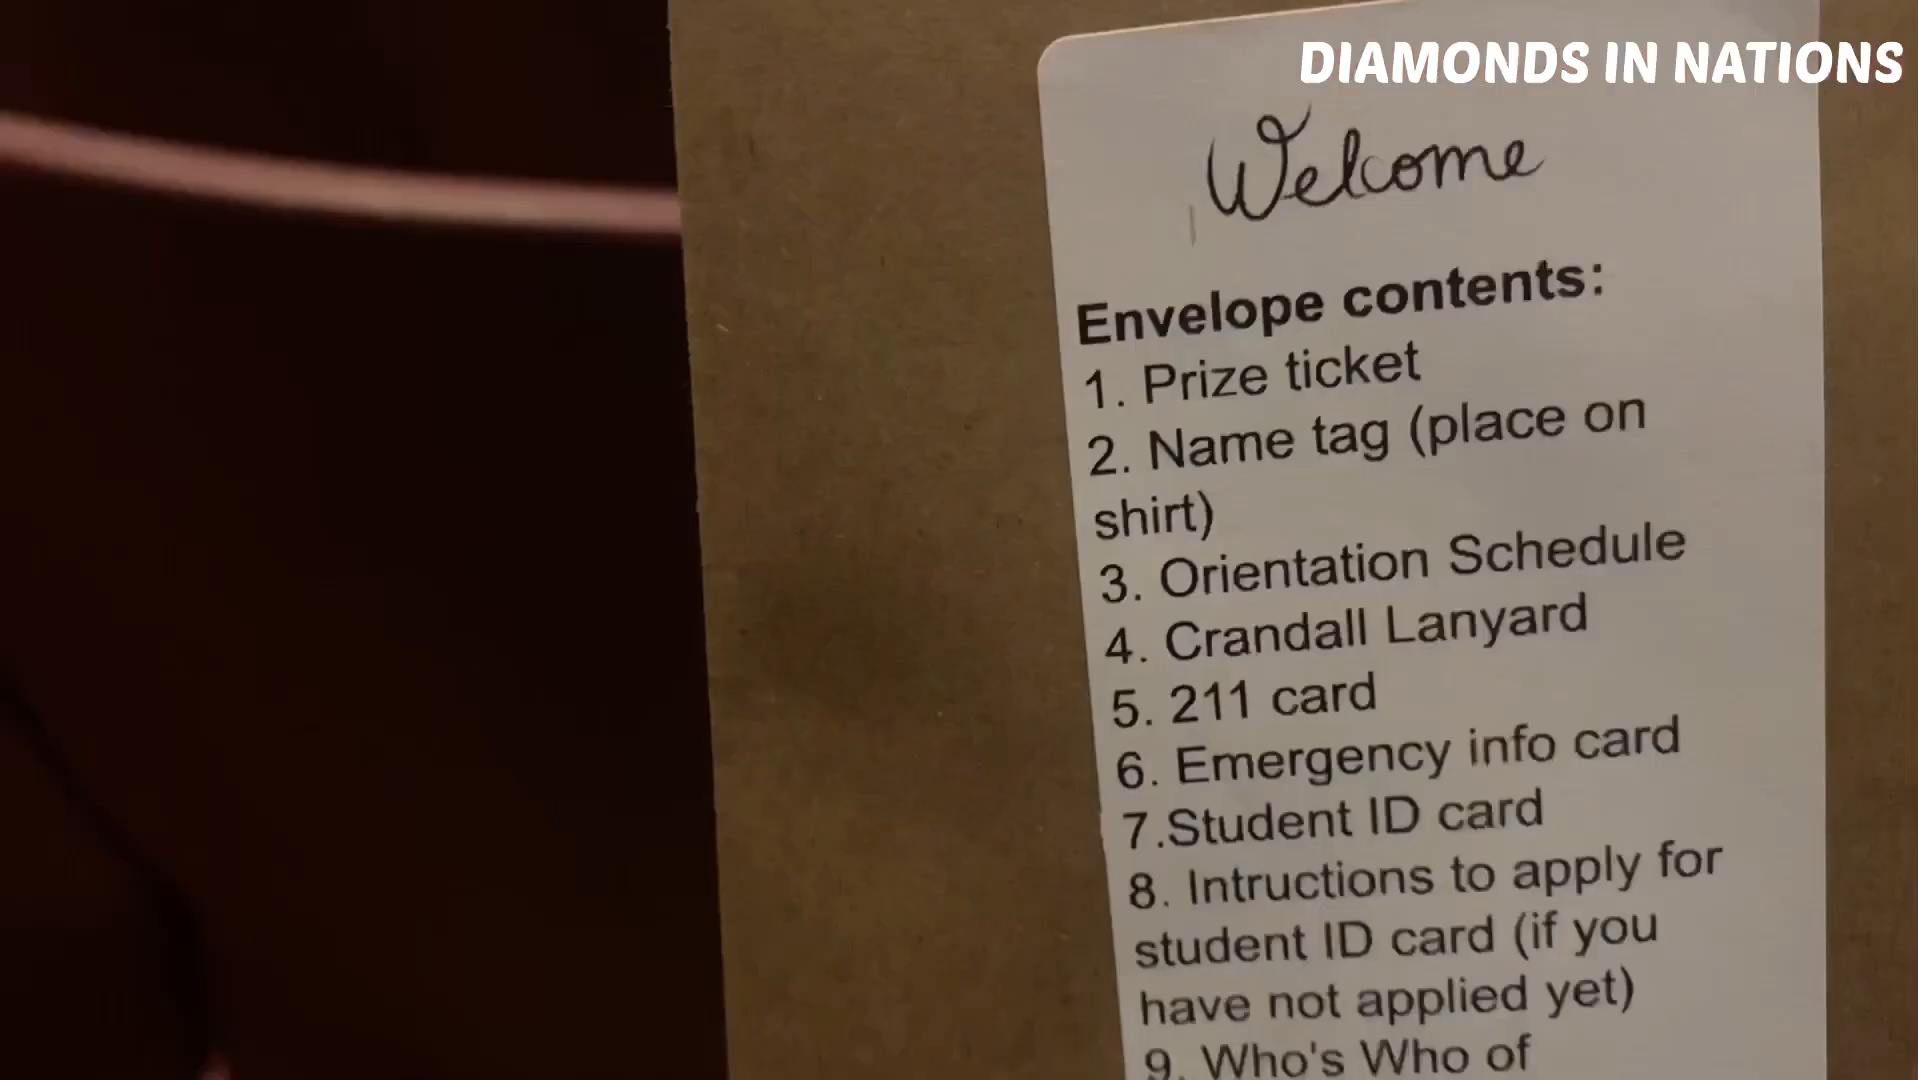 DIAMONDS IN NATIONS
Welcome
Envelope contents:
1. Prize ticket
2. Name tag (place on
shirt)
3. Orientation Schedule
4. Crandall Lanyard
5. 211 card
6. Emergency info card
7.Student ID card
8. Intructions to apply for
student ID card (if you
have not applied yet)
9. Who's Who of